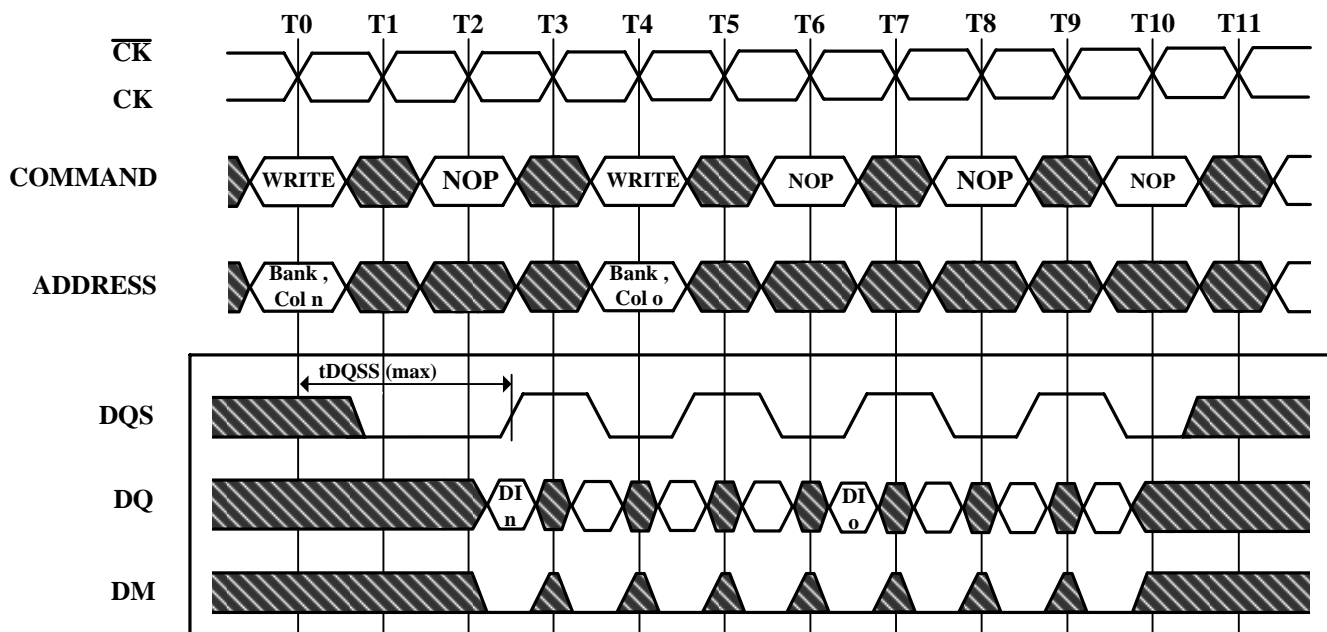 T0 T1 T2 T3 T4 T5 T6 T7 T8 T9 T10 T11
CK
CK
COMMAND WRITE NOP WRITE NOP NOP NOP
ADDRESS Bank , Col n Bank , Col o
tDQSS (max)
DQS
DQ DI n DI o
DM